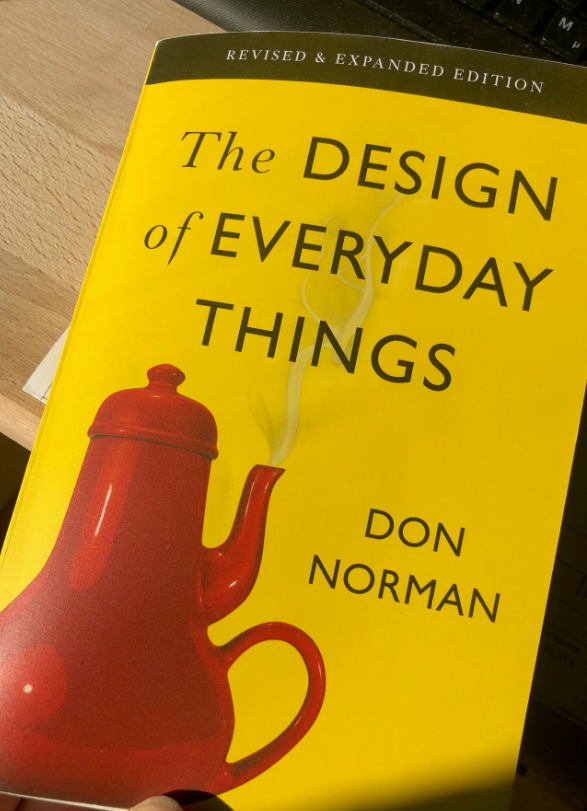 REVISED & EXPANDED EDITION
The DESIGN
of EVERYDAY
THINGS
DON
NORMAN
M